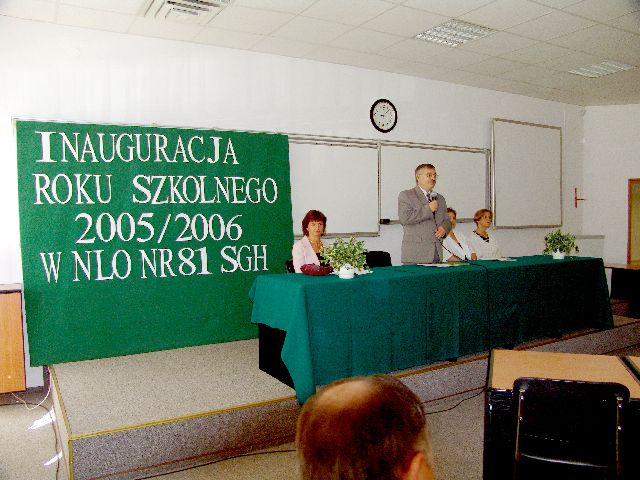 INAUGURACJA
ROKU SZKOLNEGO
2005/2006
W NLO NR81 SGH